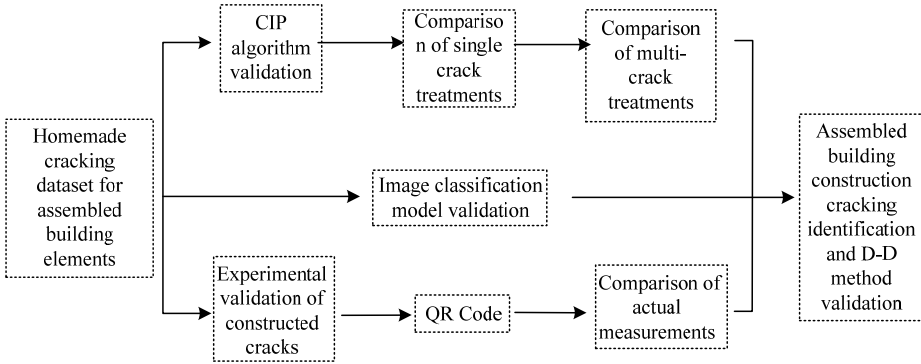 Homemade
cracking
dataset for
assembled
building
elements
CIP
algorithm
validation
Compariso
n of single
crack
treatments
Comparison
of multi-
crack
treatments
Image classification
model validation
Experimental
validation of
constructed
cracks
QR Code
Comparison of
actual
measurements
Assembled
building
construction
cracking
identification
and D-D
method
validation